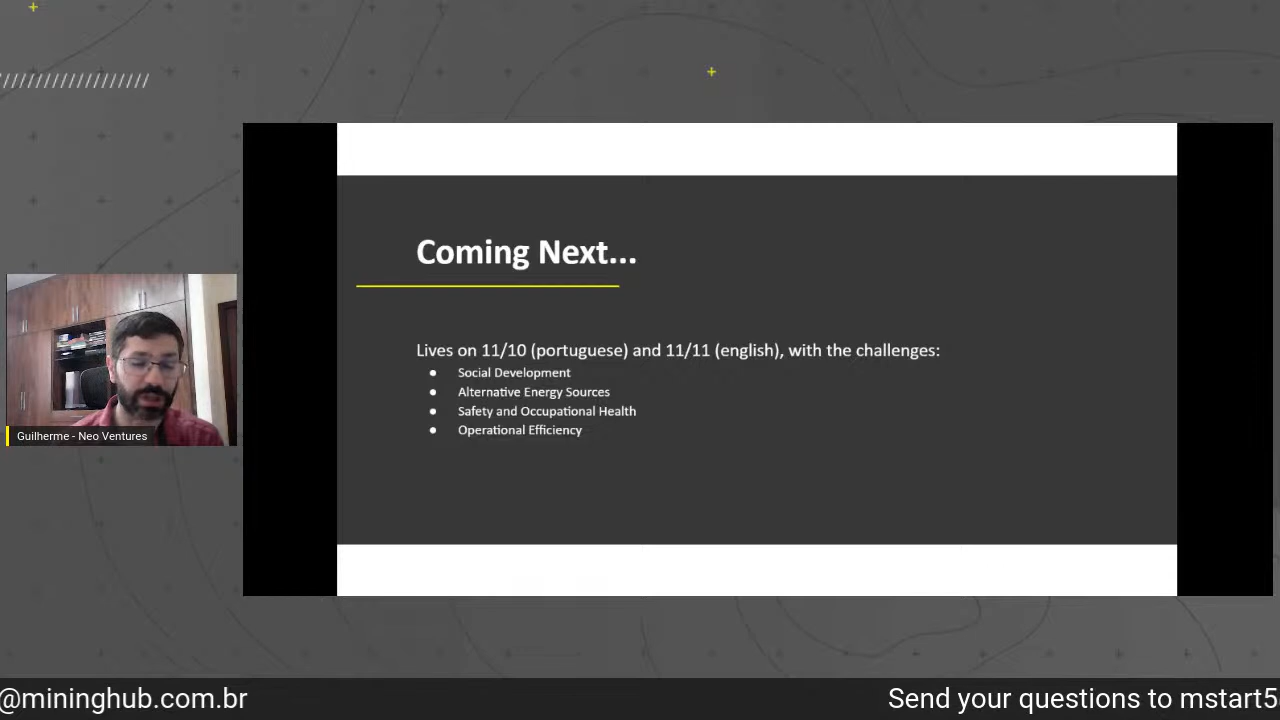 Coming Next...
Lives on 11/10 (portuguese) and 11/11 (english), with the challenges:
● Social Development
● Alternative Energy Sources
● Safety and Occupational Health
● Operational Efficiency
Guilherme - Neo Ventures
@mininghub.com.br
Send your questions to mstart5